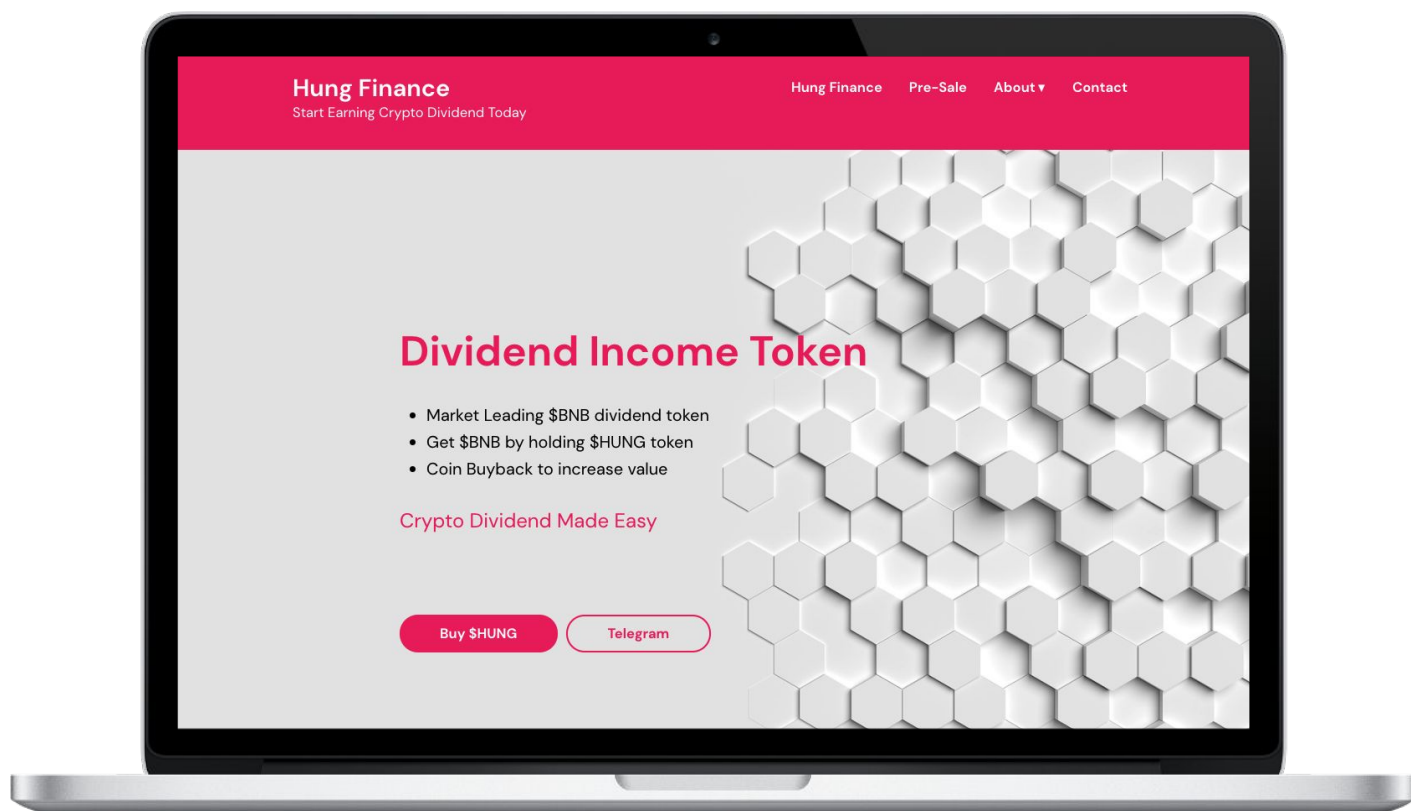 Hung Finance
Start Earning Crypto Dividend Today
Hung Finance Pre-Sale About ▾ Contact
Dividend Income Token
• Market Leading $BNB dividend token
• Get $BNB by holding $HUNG token
• Coin Buyback to increase value
Crypto Dividend Made Easy
Buy $HUNG Telegram